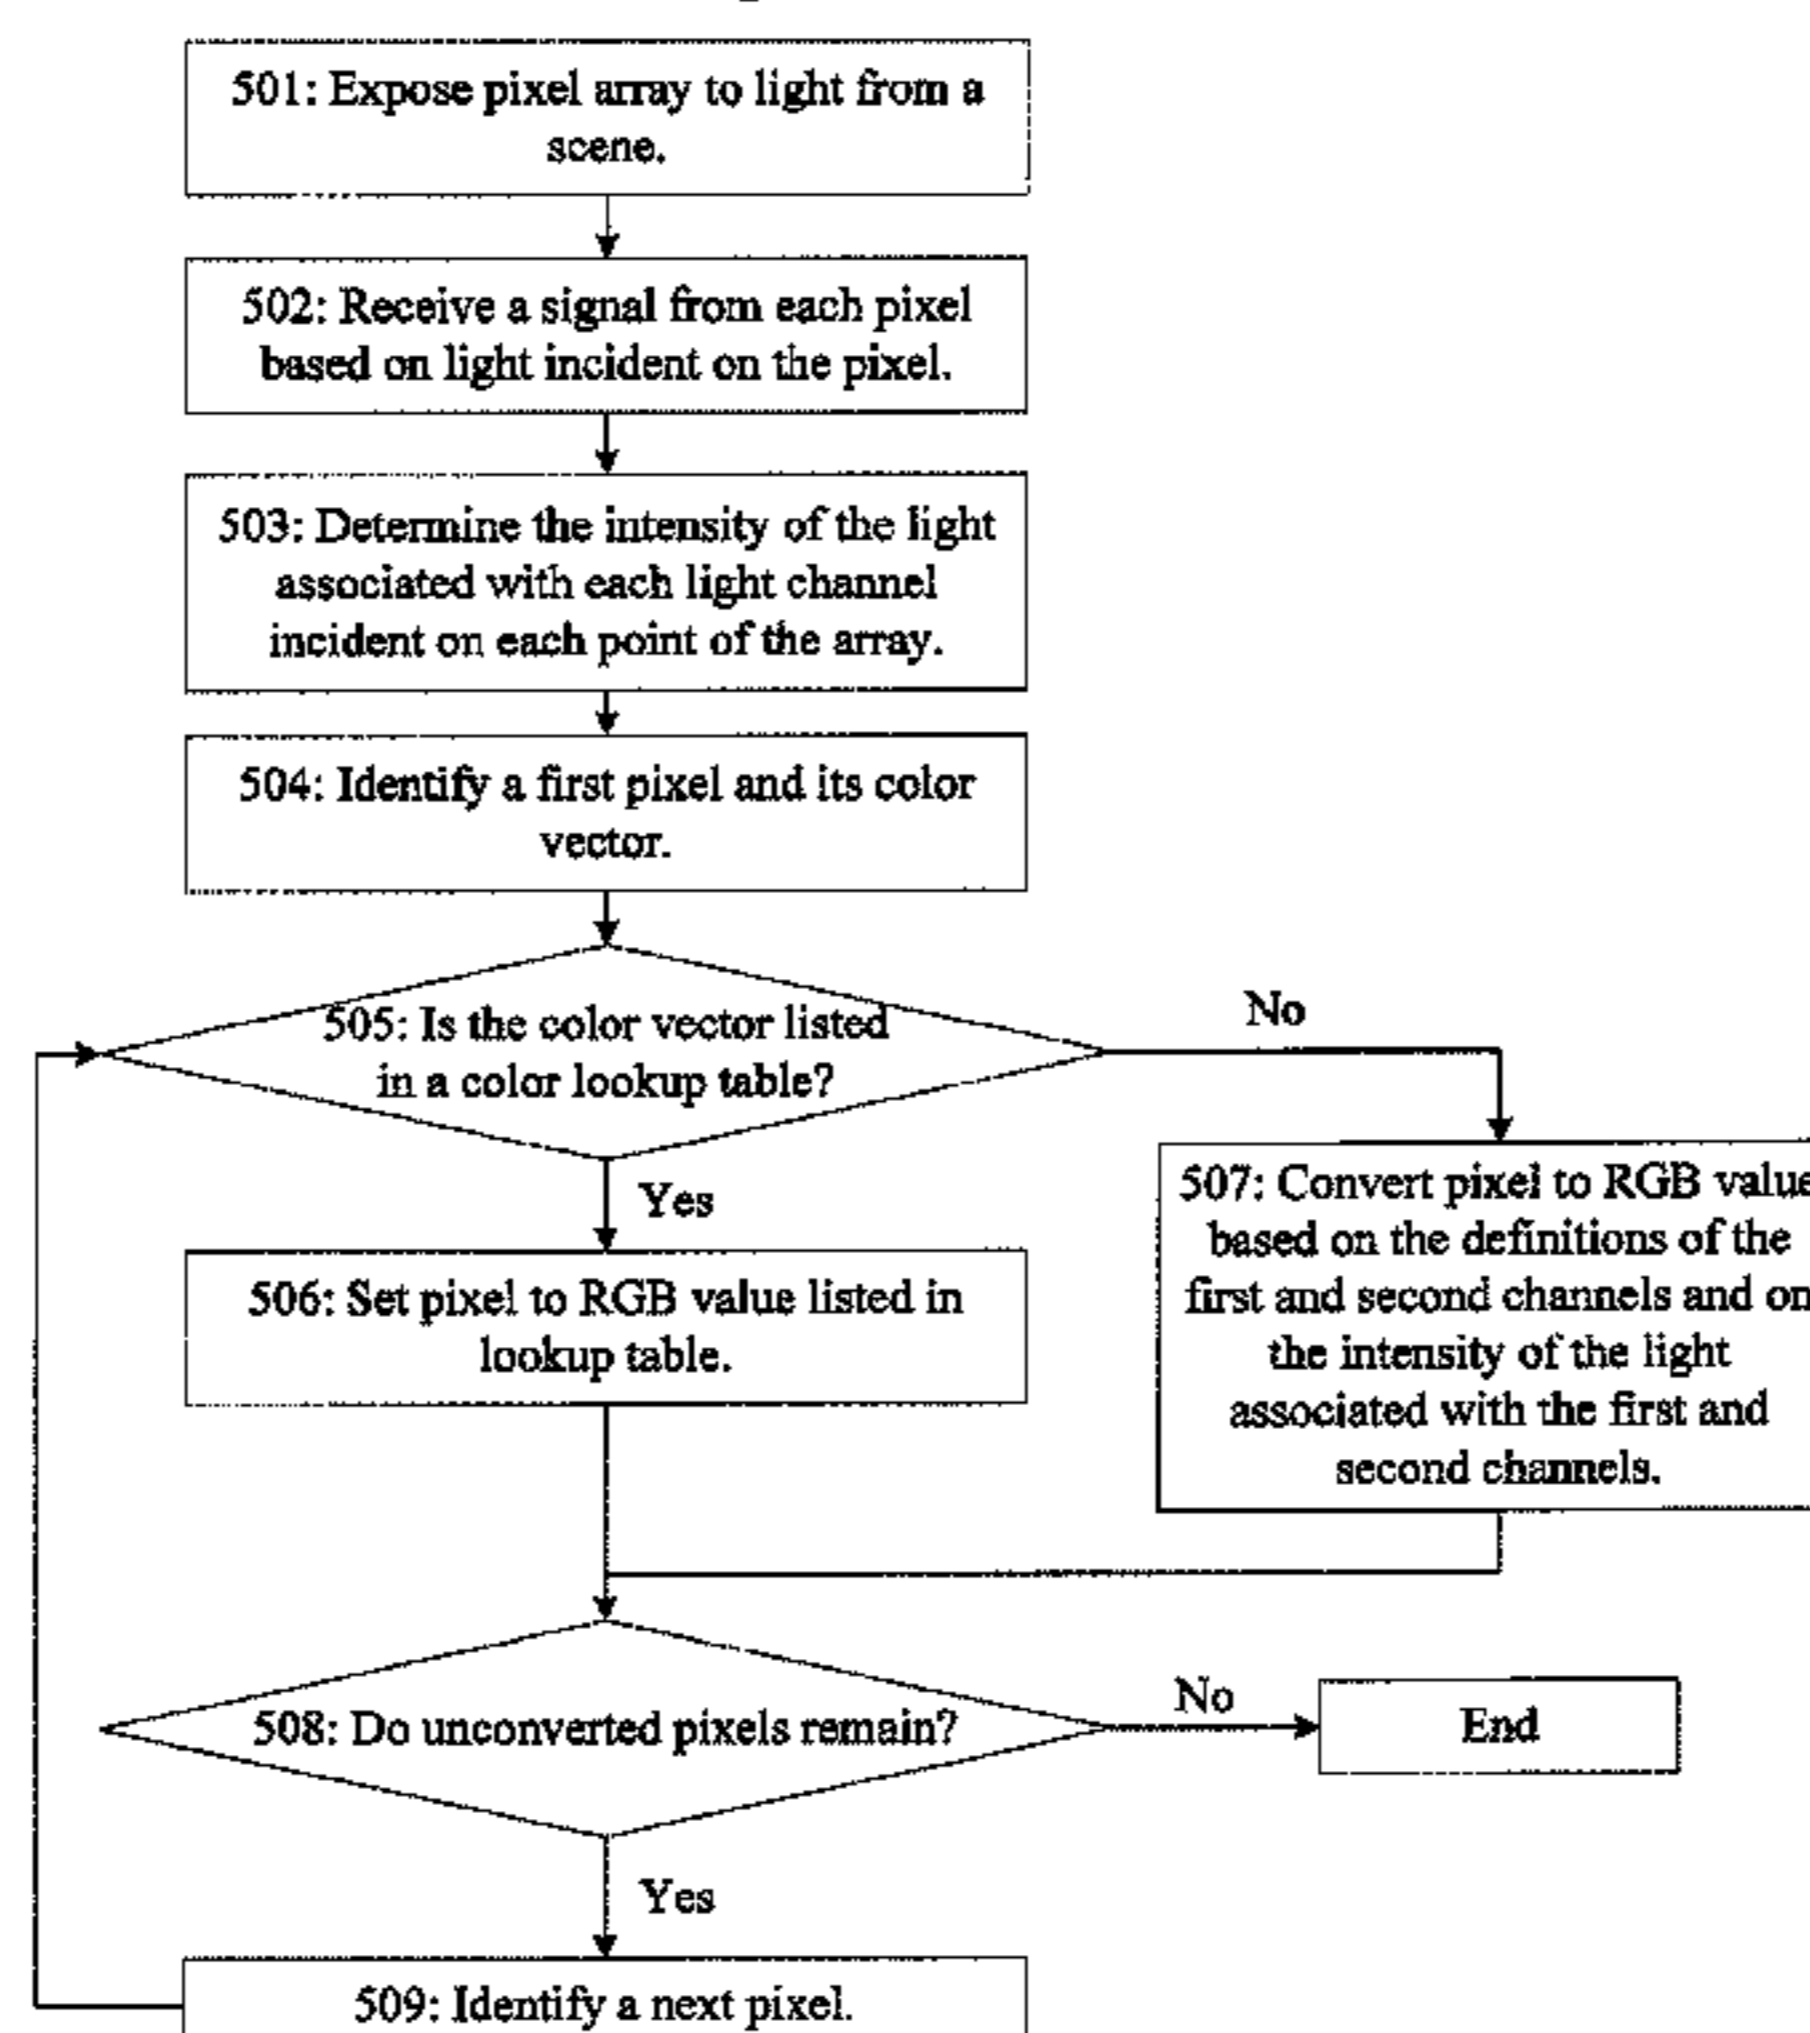 501: Expose pixel array to light from a
scene.
502: Receive a signal from each pixel
based on light incident on the pixel.
503: Determine the intensity of the light
associated with each light channel
incident on each point of the array.
504: Identify a first pixel and its color
vector.
505: Is the color vector listed
in a color lookup table?
No
Yes
506: Set pixel to RGB value listed in
lookup table.
507: Convert pixel to RGB value
based on the definitions of the
first and second channels and on
the intensity of the light
associated with the first and
second channels.
508: Do unconverted pixels remain?
No
End
Yes
509: Identify a next pixel.